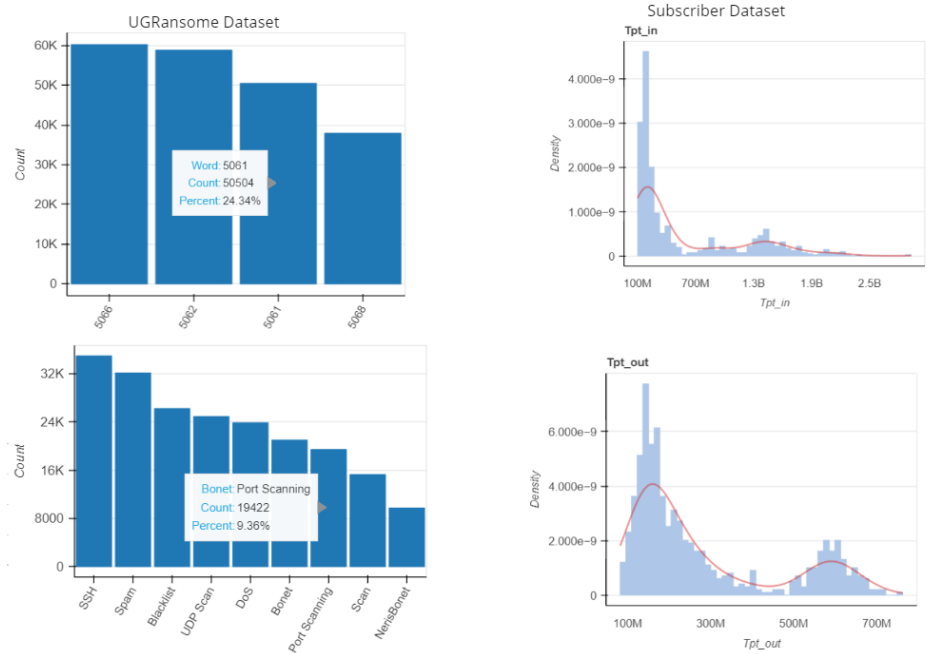 UGRansome Dataset
60K
50K
40K
30K
20K
10K
0
Count
Word: 5061
Count: 50504
Percent: 24.34%
5066
5062
5061
5068
32K
24K
16K
8000
0
Count
Bonet: Port Scanning
Count: 19422
Percent: 9.36%
SSH
Spam
Blacklist
UDP Scan
DoS
Bonet
Port Scanning
Scan
NerisBonet
Subscriber Dataset
Tpt_in
4.000e-9
3.000e-9
2.000e-9
1.000e-9
0
Density
100M 700M 1.3B 1.9B 2.5B
Tpt_in
Tpt_out
6.000e-9
4.000e-9
2.000e-9
0
Density
100M 300M 500M 700M
Tpt_out